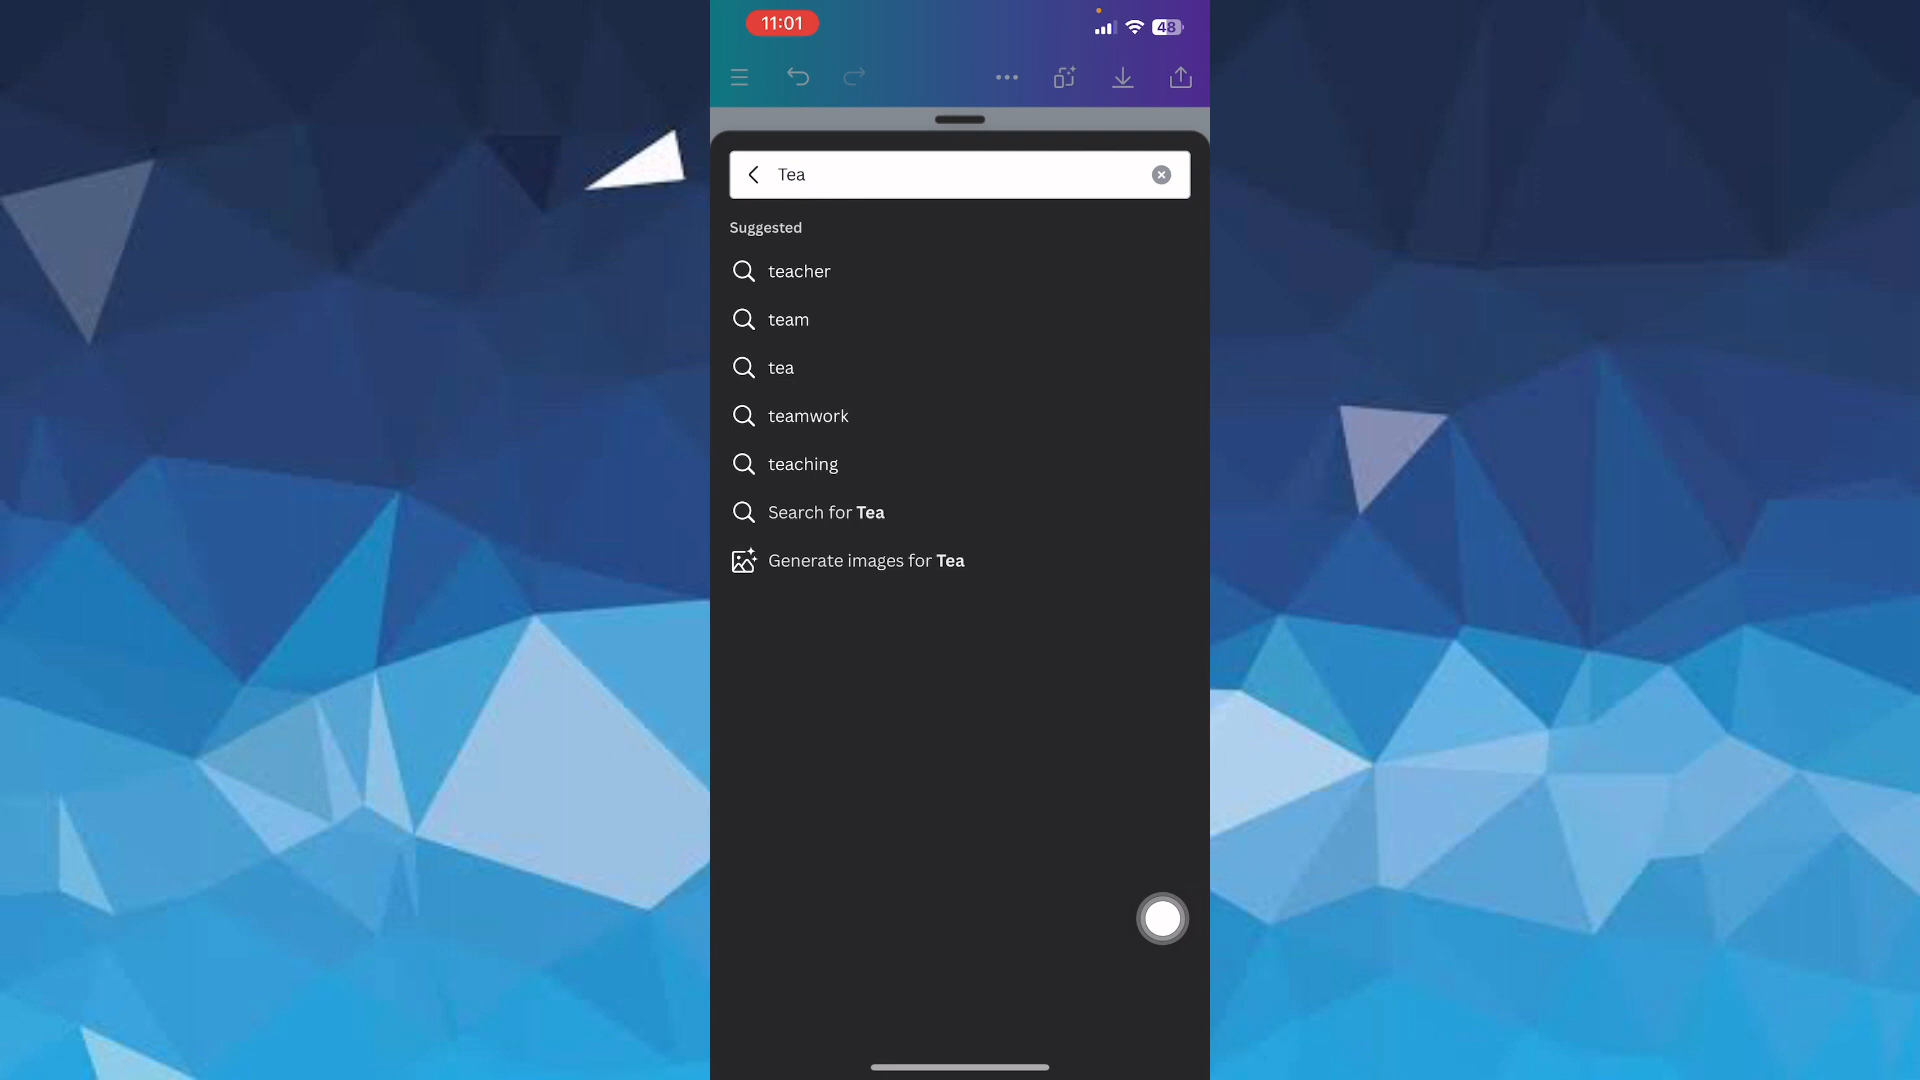 11:01
48
Tea
Suggested
teacher
team
tea
teamwork
teaching
Search for Tea
Generate images for Tea